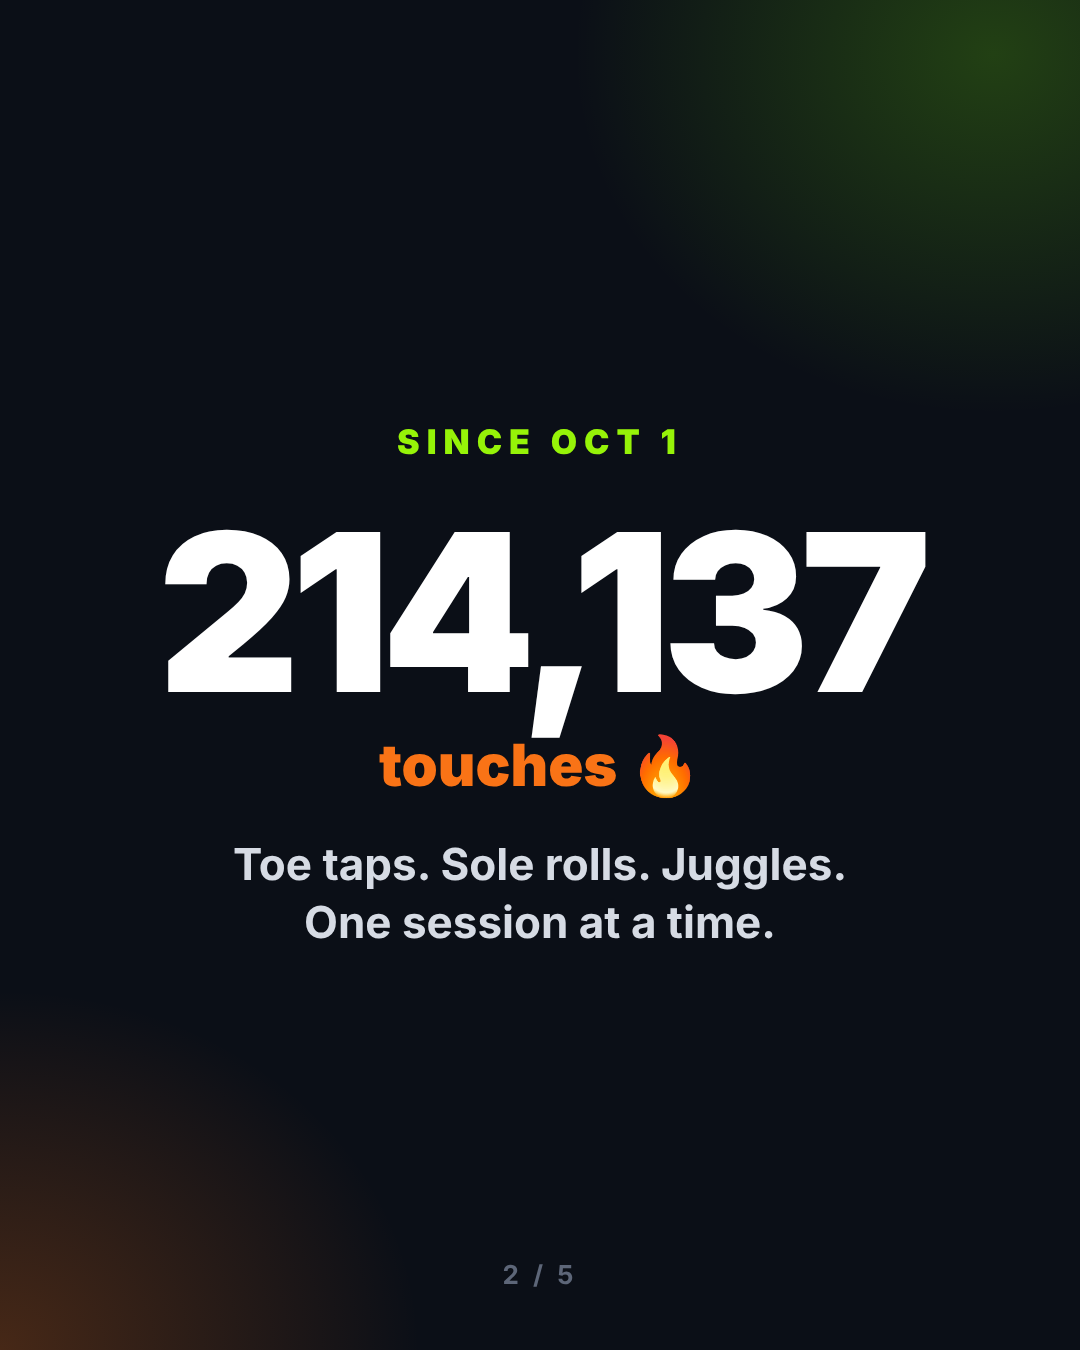 SINCE OCT 1
214,137
touches 🔥
Toe taps. Sole rolls. Juggles.
One session at a time.
2 / 5